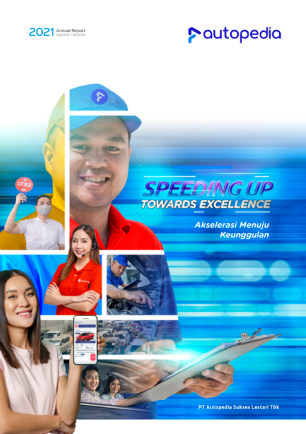 2021 Annual Report
Laporan Tahunan
autopedia
SPEEDING UP
TOWARDS EXCELLENCE
Akselerasi Menuju
Keunggulan
PT Autopedia Sukses Lestari Tbk